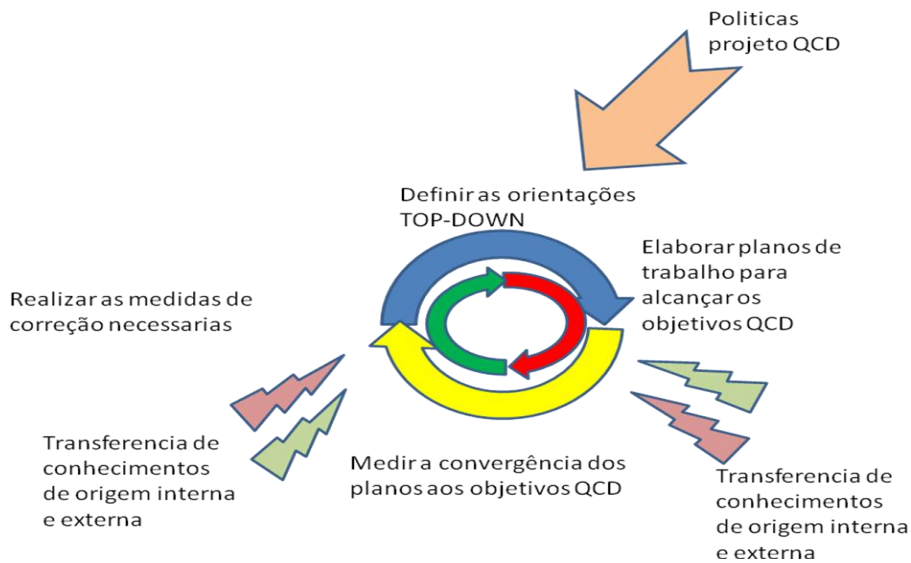 Politicas
projeto QCD
Definir as orientações
TOP-DOWN
Elaborar planos de
trabalho para
alcançar os
objetivos QCD
Realizar as medidas de
correção necessarias
Transferencia de
conhecimentos
de origem interna
e externa
Medir a convergência dos
planos aos objetivos QCD
Transferencia de
conhecimentos
de origem interna
e externa